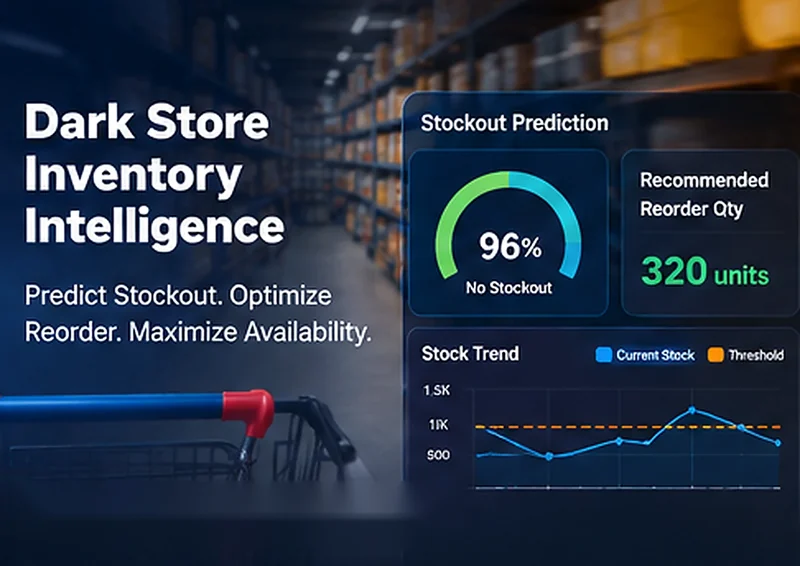 Dark Store
Inventory
Intelligence
Predict Stockout. Optimize
Reorder. Maximize Availability.
Stockout Prediction
96%
No Stockout
Recommended
Reorder Qty
320 units
Stock Trend
Current Stock
Threshold
1.5K
1K
500